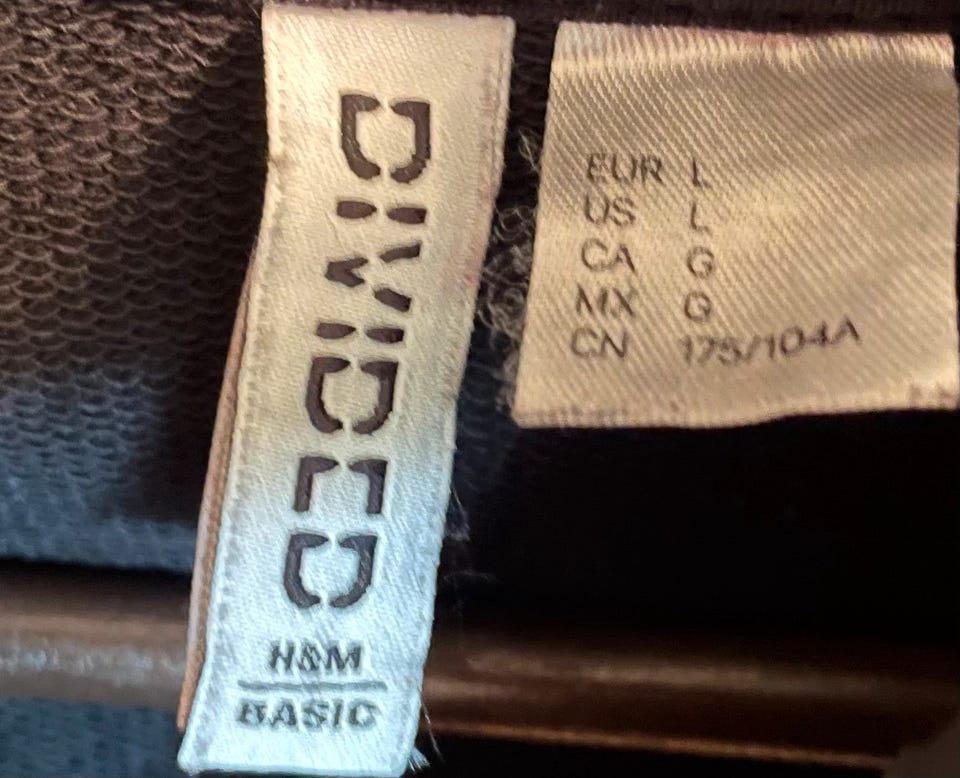 DIVIDED
H&M
BASIC
EUR L
US L
CA G
MX G
CN 175/104A